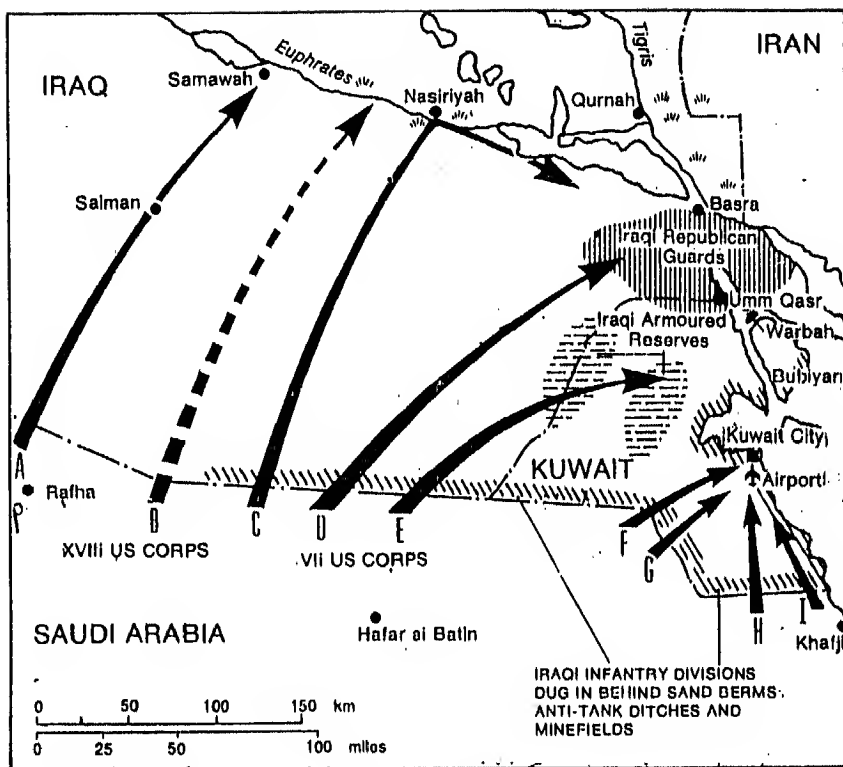 Euphrates
Tigris
IRAN
IRAQ
Samawah
Nasiriyah
Qurnah
Salman
Basra
Iraqi Republican
Guards
Umm Qasr
Iraqi Armoured
Reserves
Warbah
Bubiyan
Kuwait City
KUWAIT
Airport
A
Rafha
P
B
C
D
E
F
G
H
I
XVIII US CORPS
VII US CORPS
SAUDI ARABIA
Hafar al Batin
Khafji
IRAQI INFANTRY DIVISIONS
DUG IN BEHIND SAND BERMS,
ANTI-TANK DITCHES AND
MINEFIELDS
0 50 100 150 km
0 25 50 100 miles